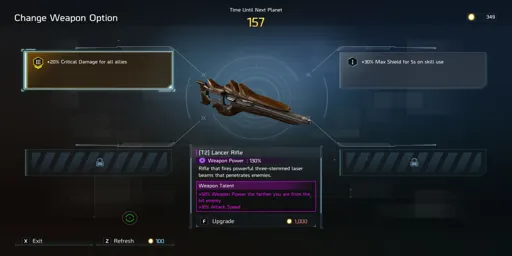 Change Weapon Option
Time Until Next Planet
157
349
II
+20% Critical Damage for all allies
I
+30% Max Shield for 5s on skill use
[T2] Lancer Rifle
Weapon Power : 130%
Rifle that fires powerful three-stemmed laser
beams that penetrates enemies.
Weapon Talent
+50% Weapon Power the farther you are from the
hit enemy
Attack Speed
F Upgrade 1,000
X Exit
Z Refresh 100